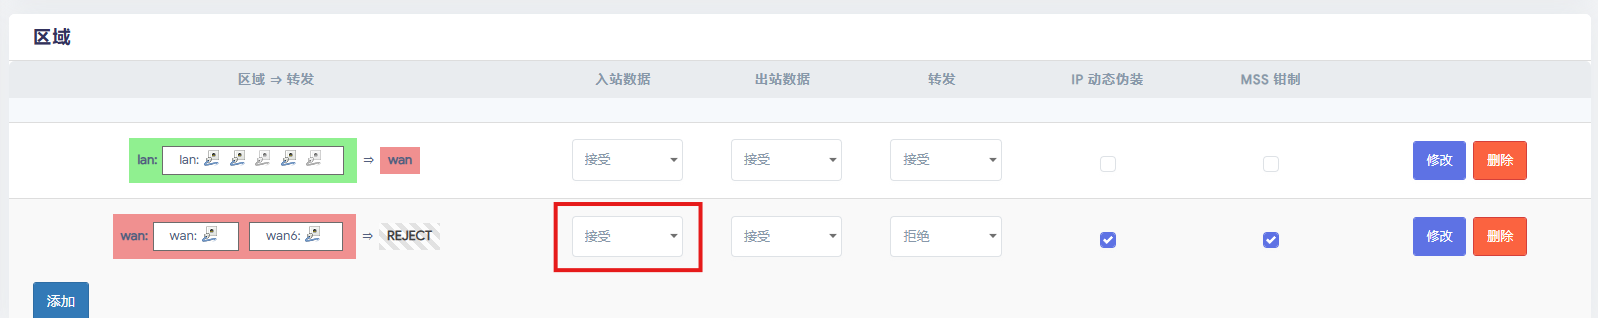 区域
区域 ⇒ 转发 入站数据 出站数据 转发 IP 动态伪装 MSS 钳制
lan: lan: ⇒ wan 接受 接受 接受 修改 删除
wan: wan: wan6: ⇒ REJECT 接受 接受 拒绝 修改 删除
添加